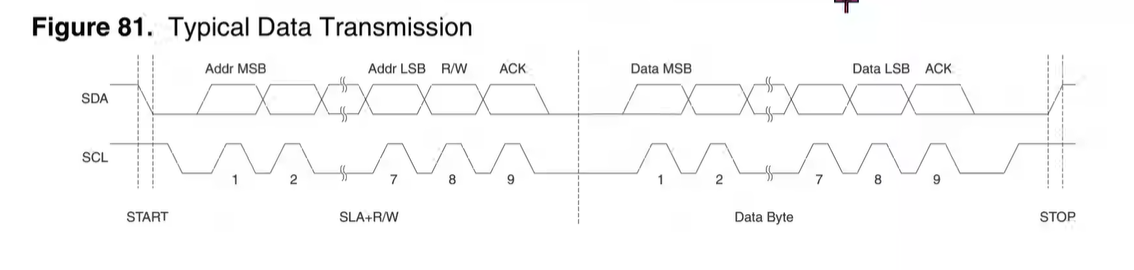 Figure 81. Typical Data Transmission
Addr MSB Addr LSB R/W ACK Data MSB Data LSB ACK
SDA
SCL
1 2 7 8 9 1 2 7 8 9
START SLA+R/W Data Byte STOP